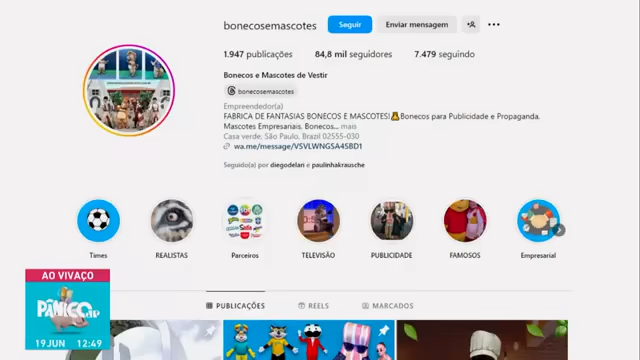 bonecosemascotes
Seguir
Enviar mensagem
1.947 publicações 84,8 mil seguidores 7.479 seguindo
Bonecos e Mascotes de Vestir
bonecosemascotes
Empreendedor(a)
FABRICA DE FANTASIAS BONECOS E MASCOTES!🧸Bonecos para Publicidade e Propaganda,
Mascotes Empresariais, Bonecos... mais
Casa verde, São Paulo, Brazil 02555-030
wa.me/message/VSVLWNGSA45BD1
Seguido(a) por diegodelari e paulinhakrausche
Times
REALISTAS
Parceiros
TELEVISÃO
PUBLICIDADE
FAMOSOS
Empresarial
PUBLICAÇÕES
REELS
MARCADOS
AO VIVAÇO
PÂNICO
19 JUN 12:49